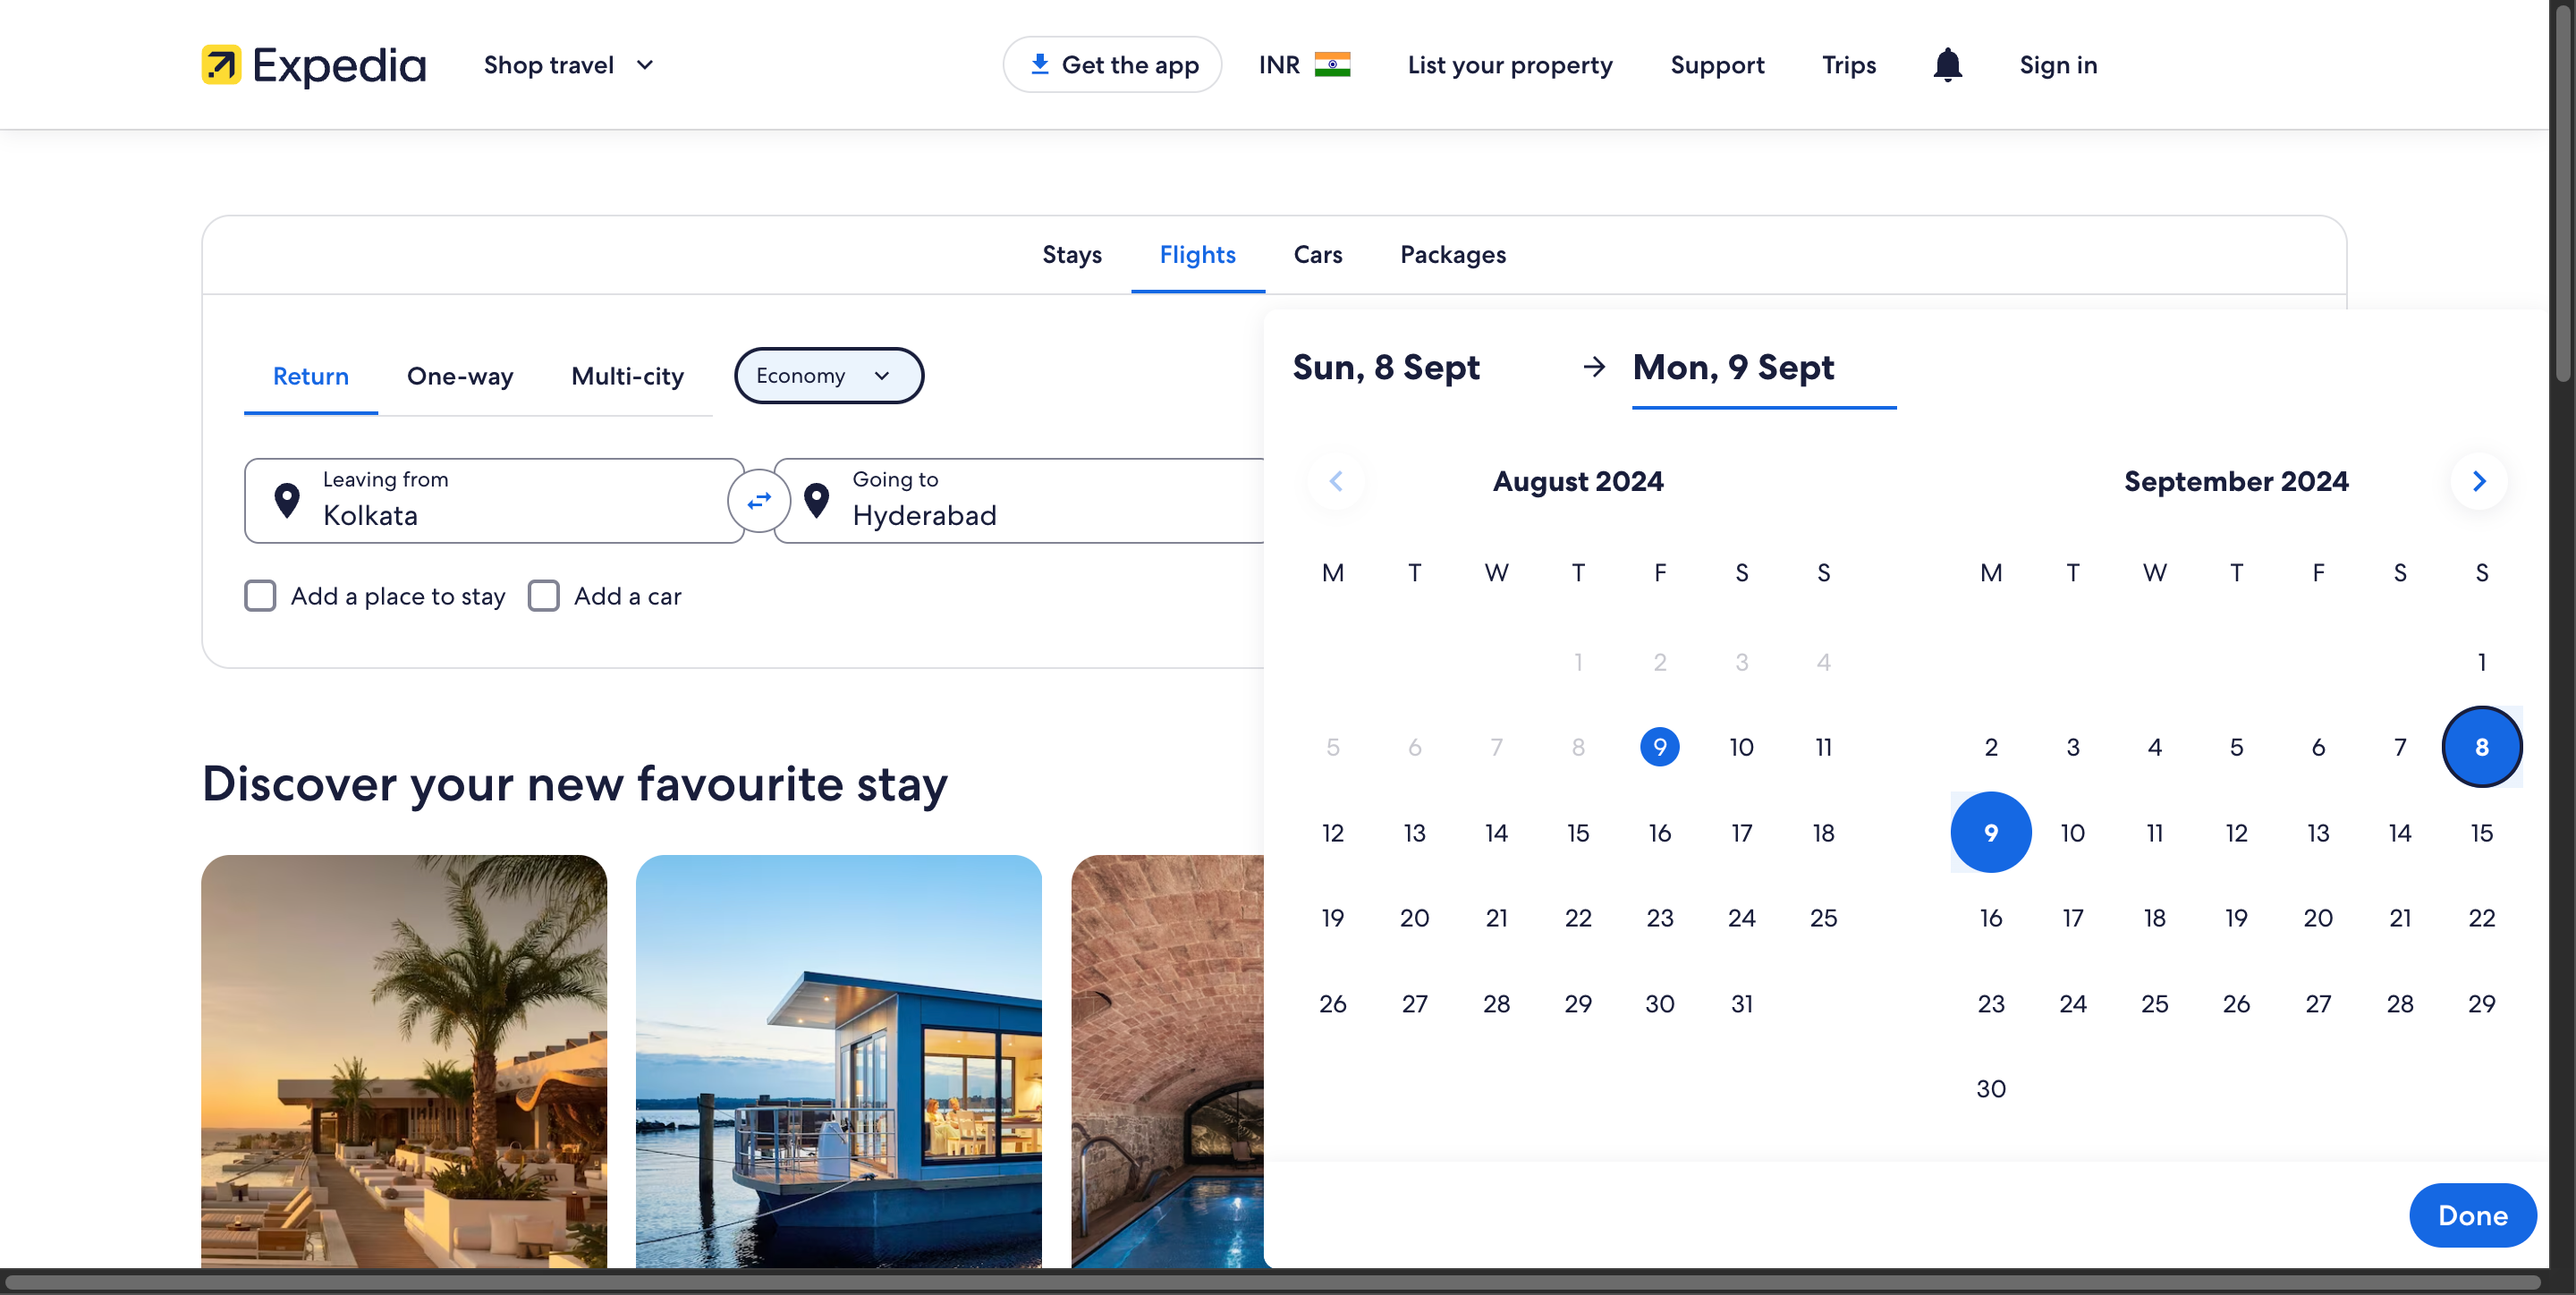 Expedia
Shop travel
Get the app
INR
List your property
Support
Trips
Sign in
Stays
Flights
Cars
Packages
Return
One-way
Multi-city
Economy
Leaving from
Kolkata
Going to
Hyderabad
Add a place to stay
Add a car
Sun, 8 Sept
Mon, 9 Sept
August 2024
M T W T F S S
1 2 3 4
5 6 7 8 9 10 11
12 13 14 15 16 17 18
19 20 21 22 23 24 25
26 27 28 29 30 31
September 2024
M T W T F S S
1
2 3 4 5 6 7 8
9 10 11 12 13 14 15
16 17 18 19 20 21 22
23 24 25 26 27 28 29
30
Done
Discover your new favourite stay